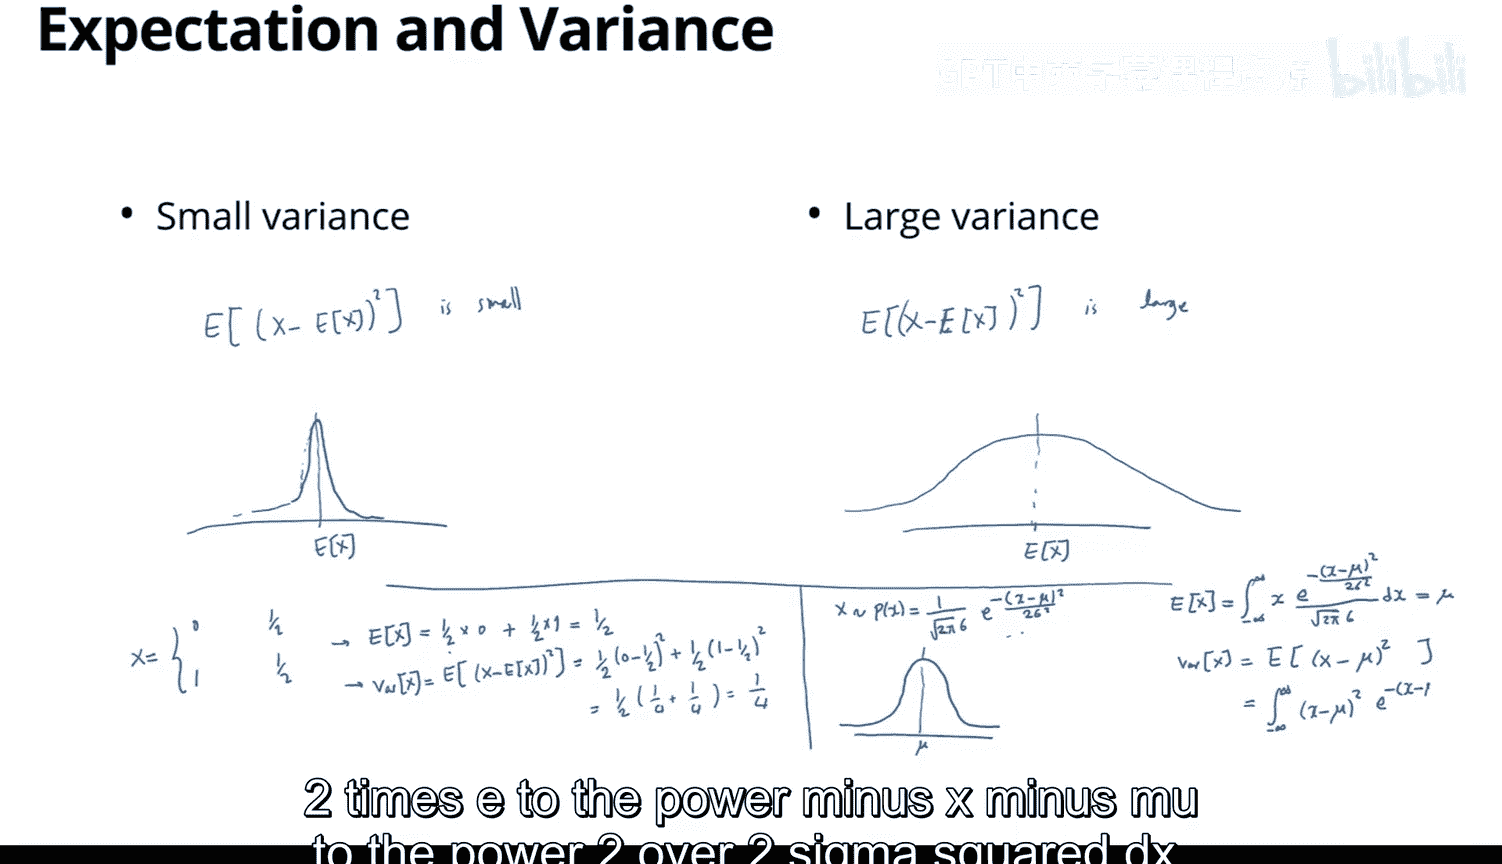 Expectation and Variance
bilibili
• Small variance
E[(x-E[x])²] is small
E[x]
• Large variance
E[(x-E[x])²] is large
E[x]
x= { 0 1/2
1 1/2
→ E[x] = 1/2 × 0 + 1/2 × 1 = 1/2
→ Var[x] = E[(x-E[x])²] = 1/2(0-1/2)² + 1/2(1-1/2)²
= 1/2(1/4 + 1/4) = 1/4
x ~ p(x) = 1/√2π σ e^-(x-μ)²/2σ²
μ
E[x] = ∫_-∞^∞ x e^-(x-μ)²/2σ² / √2π σ dx = μ
Var[x] = E[(x-μ)²]
= ∫_-∞^∞ (x-μ)² e^-(x-
2 times e to the power minus x minus mu
to the power 2 over 2 sigma squared dx